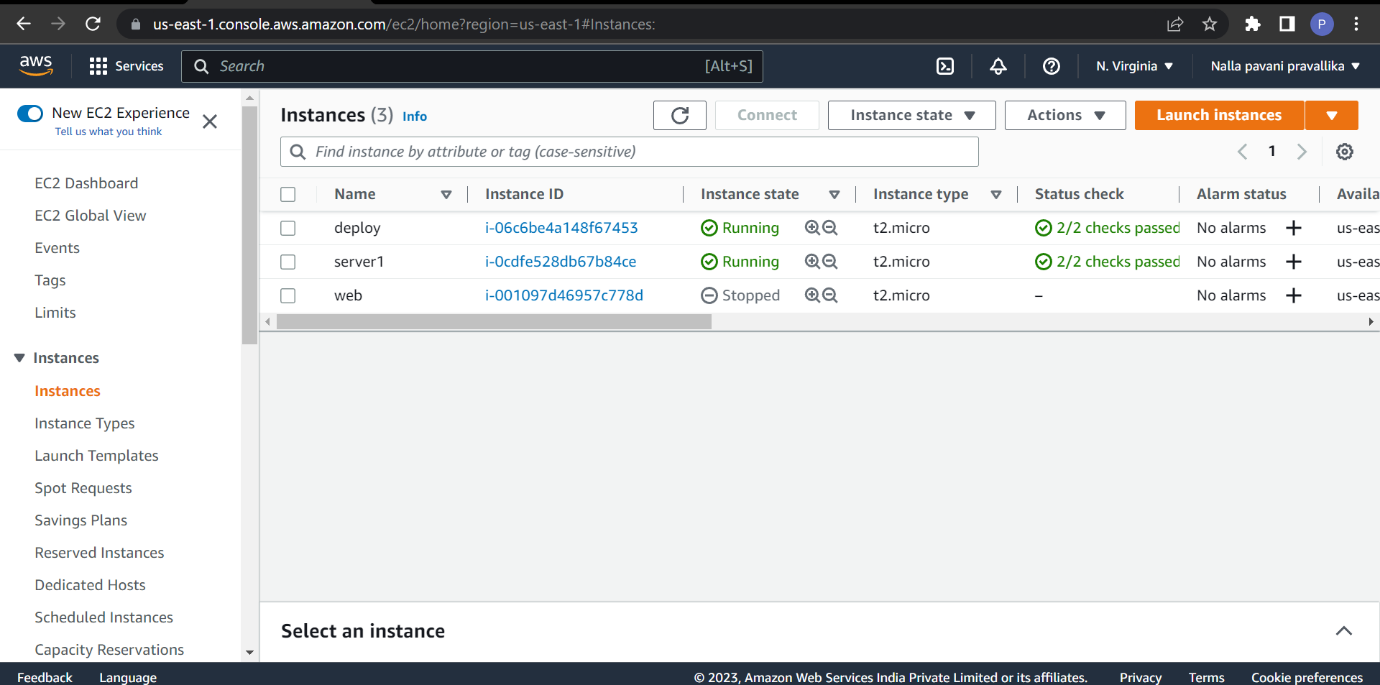 us-east-1.console.aws.amazon.com/ec2/home?region=us-east-1#Instances:
P
aws
Services
Search
[Alt+S]
N. Virginia
Nalla pavani pravallika
New EC2 Experience
Tell us what you think
EC2 Dashboard
EC2 Global View
Events
Tags
Limits
Instances
Instances
Instance Types
Launch Templates
Spot Requests
Savings Plans
Reserved Instances
Dedicated Hosts
Scheduled Instances
Capacity Reservations
Instances (3) Info
Connect
Instance state
Actions
Launch instances
Find instance by attribute or tag (case-sensitive)
1
Name Instance ID Instance state Instance type Status check Alarm status Availa
deploy i-06c6be4a148f67453 Running t2.micro 2/2 checks passed No alarms + us-eas
server1 i-0cdfe528db67b84ce Running t2.micro 2/2 checks passed No alarms + us-eas
web i-001097d46957c778d Stopped t2.micro – No alarms + us-eas
Select an instance
Feedback Language © 2023, Amazon Web Services India Private Limited or its affiliates. Privacy Terms Cookie preferences